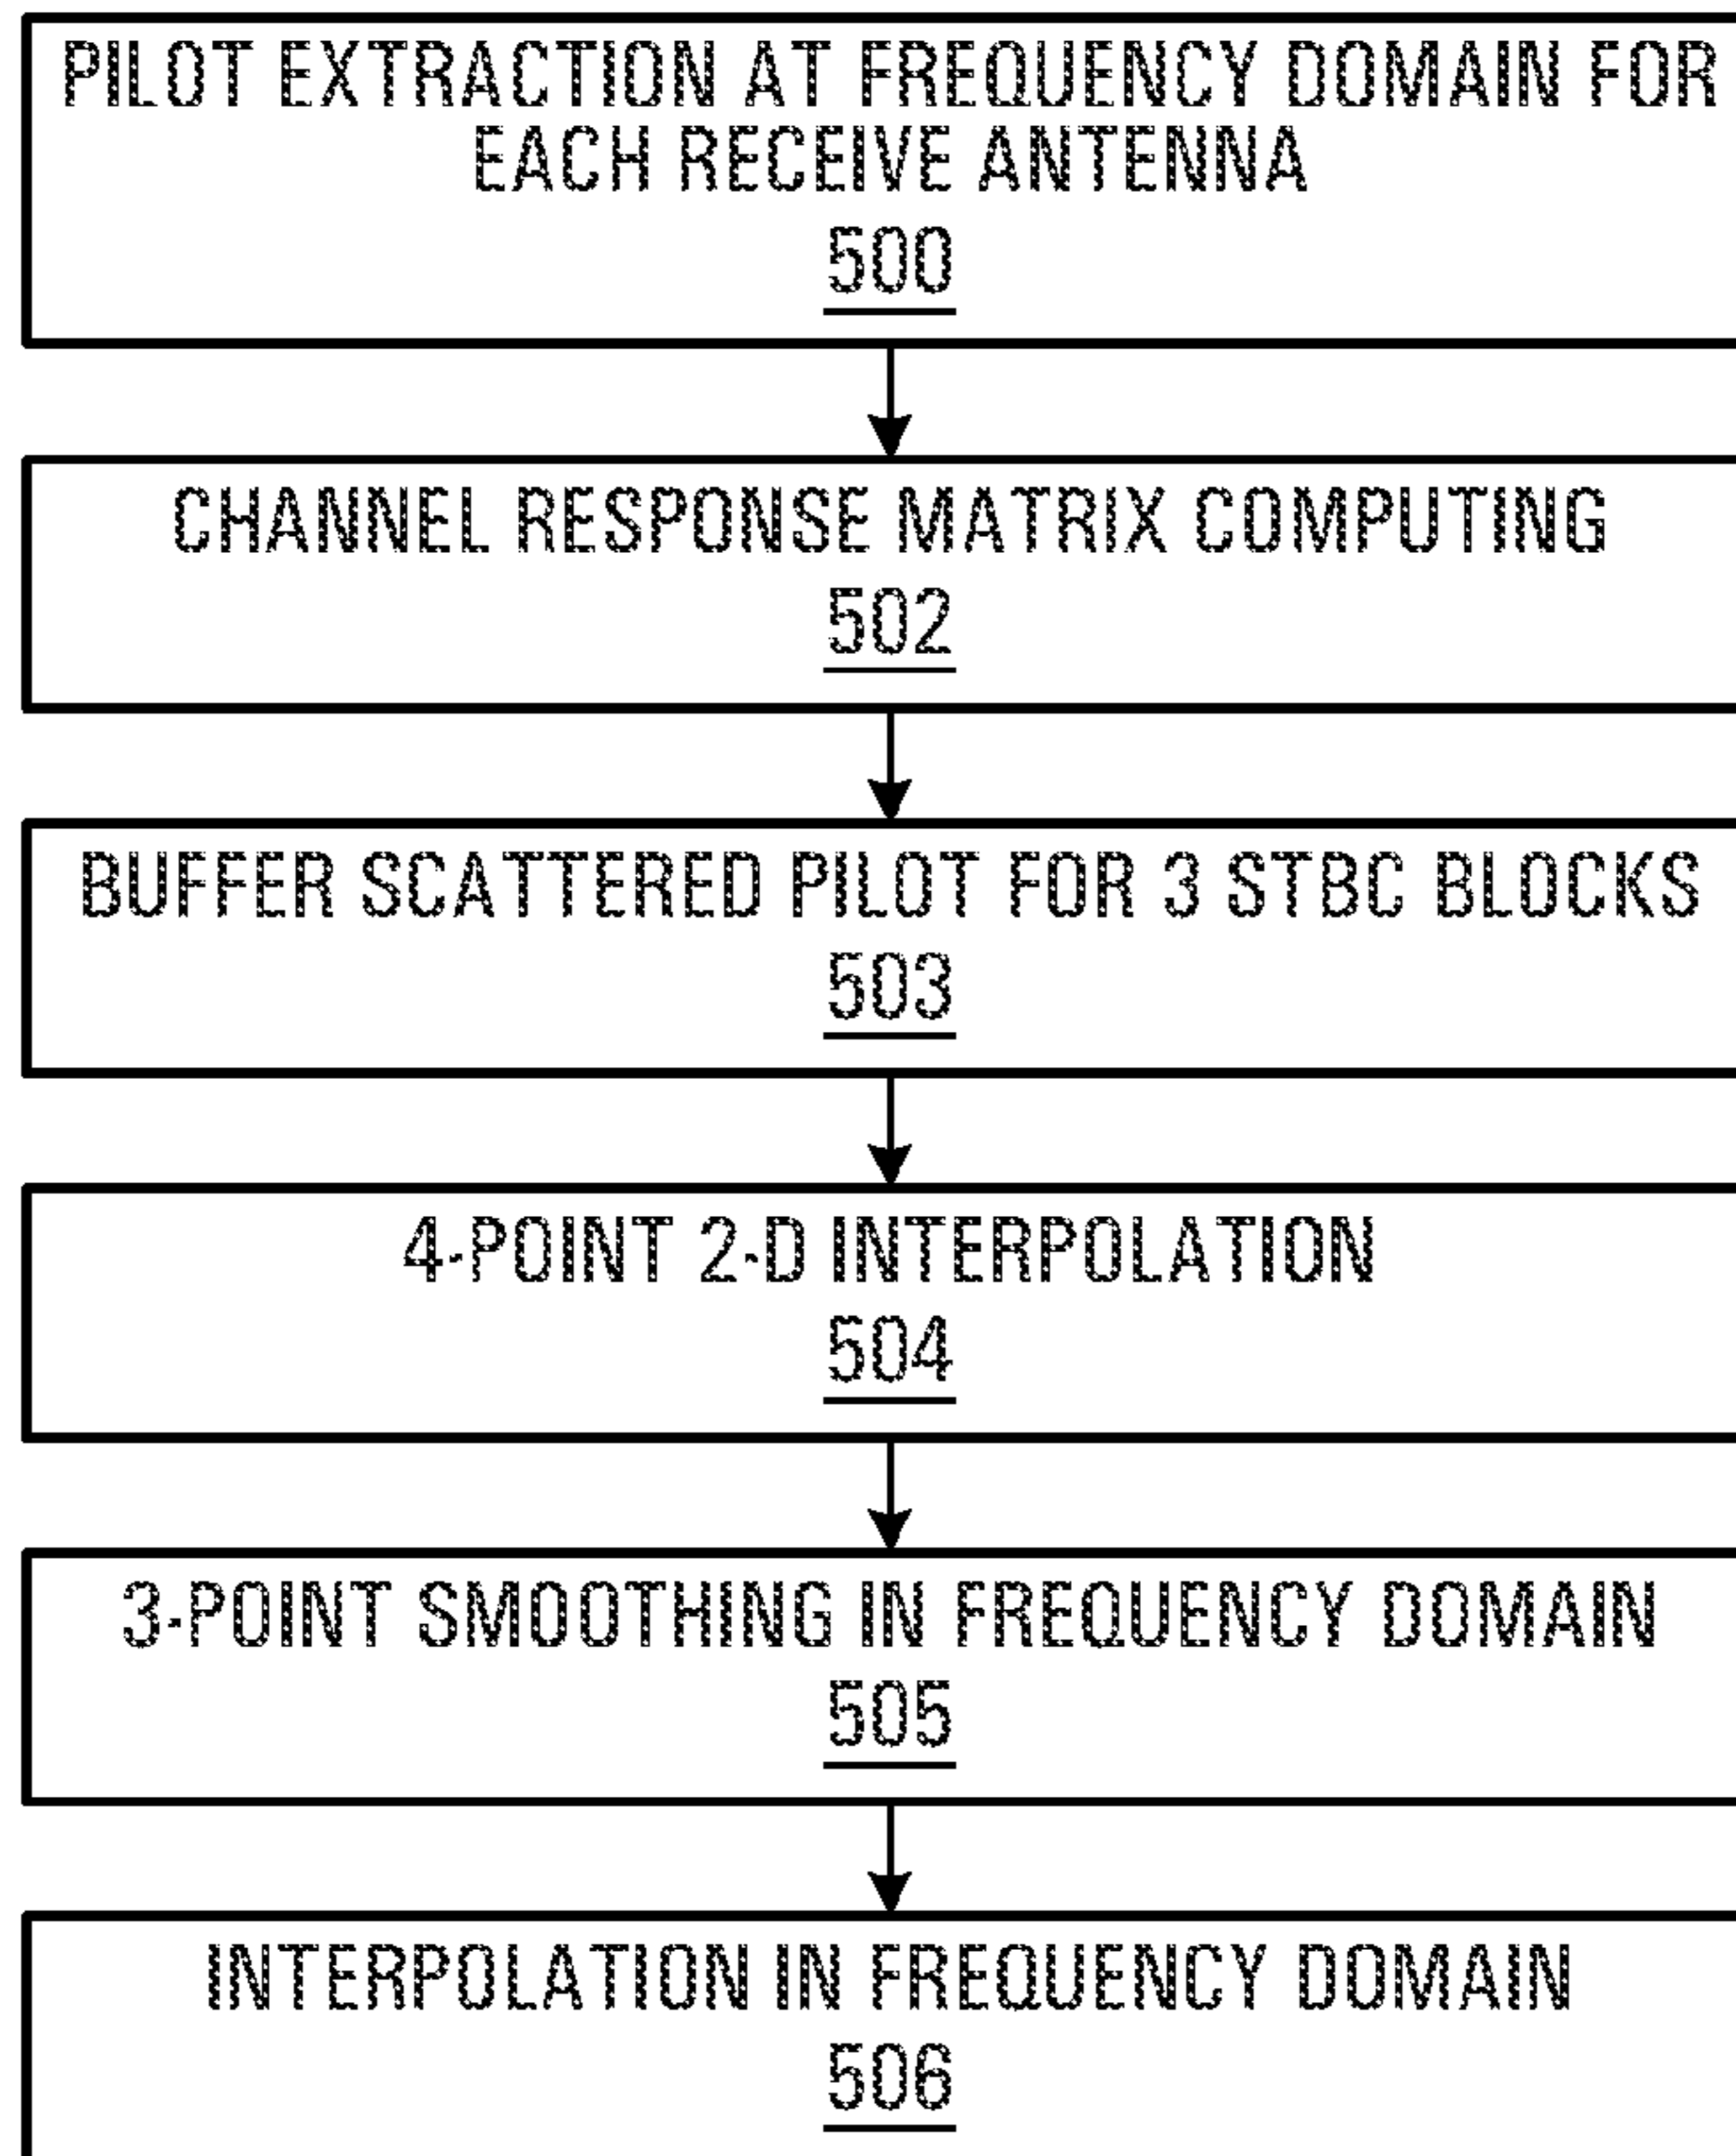 PILOT EXTRACTION AT FREQUENCY DOMAIN FOR
EACH RECEIVE ANTENNA
500
CHANNEL RESPONSE MATRIX COMPUTING
502
BUFFER SCATTERED PILOT FOR 3 STBC BLOCKS
503
4-POINT 2-D INTERPOLATION
504
3-POINT SMOOTHING IN FREQUENCY DOMAIN
505
INTERPOLATION IN FREQUENCY DOMAIN
506